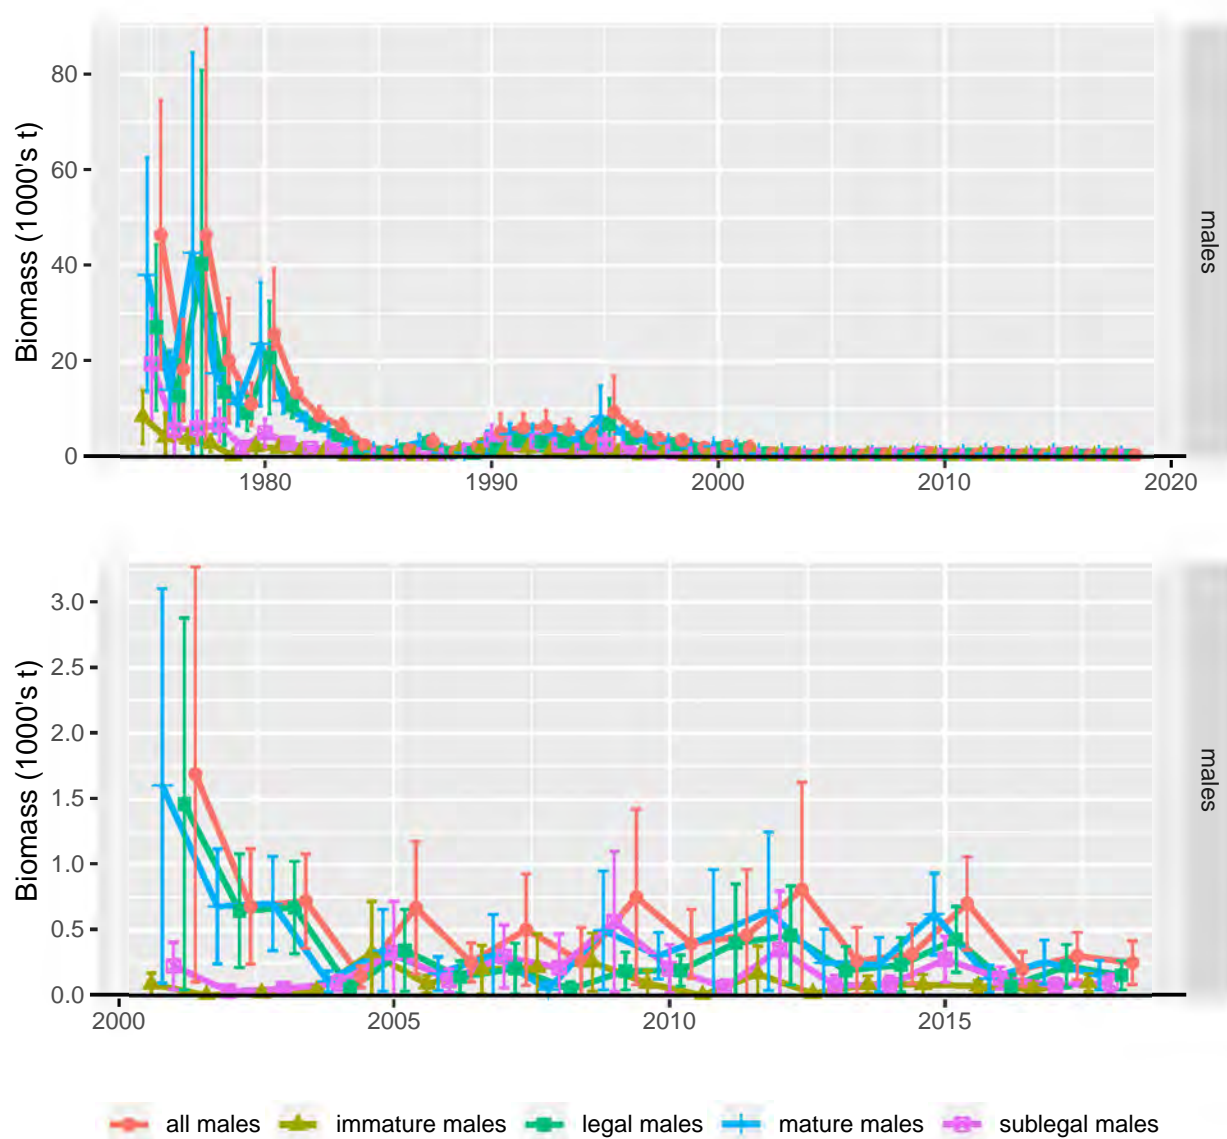 80
60
40
20
0
Biomass (1000's t)
males
1980 1990 2000 2010 2020
3.0
2.5
2.0
1.5
1.0
0.5
0.0
Biomass (1000's t)
males
2000 2005 2010 2015
all males immature males legal males mature males sublegal males